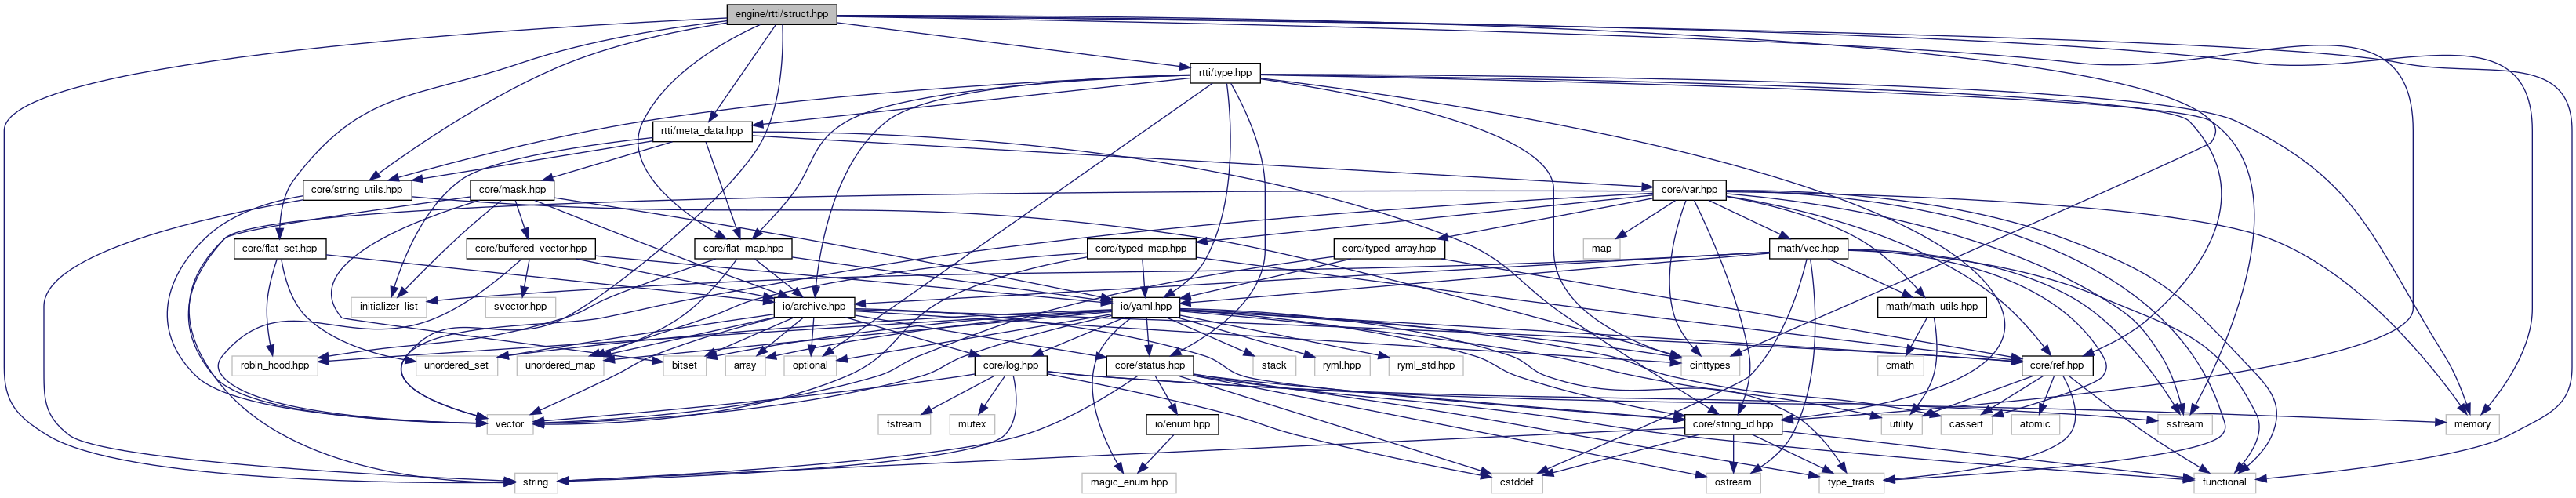 engine/rtti/struct.hpp
rtti/type.hpp
rtti/meta_data.hpp
core/string_utils.hpp
core/mask.hpp
core/var.hpp
core/flat_set.hpp
core/buffered_vector.hpp
core/flat_map.hpp
core/typed_map.hpp
core/typed_array.hpp
map
math/vec.hpp
initializer_list
svector.hpp
io/archive.hpp
io/yaml.hpp
math/math_utils.hpp
robin_hood.hpp
unordered_set
unordered_map
bitset
array
optional
core/status.hpp
stack
ryml.hpp
ryml_std.hpp
cinttypes
cmath
core/ref.hpp
core/log.hpp
vector
fstream
mutex
io/enum.hpp
core/string_id.hpp
utility
cassert
atomic
sstream
memory
string
magic_enum.hpp
cstddef
ostream
type_traits
functional